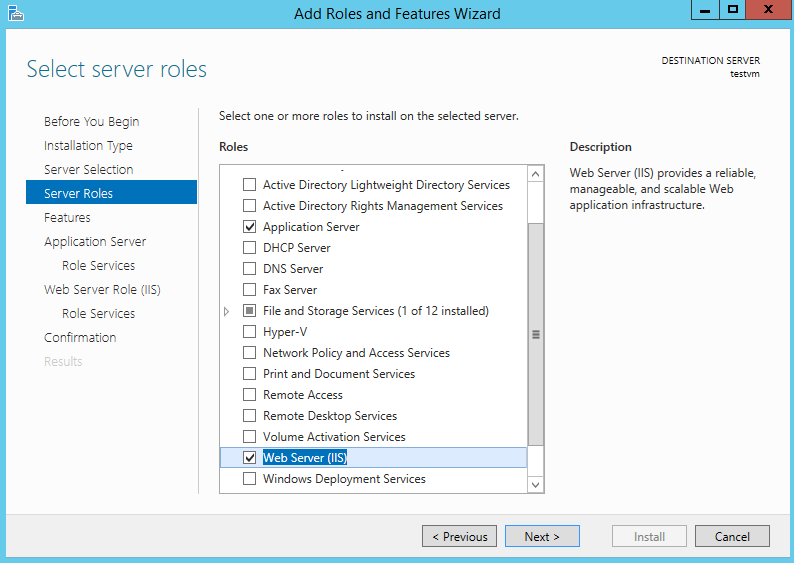 Add Roles and Features Wizard
Select server roles
DESTINATION SERVER
testvm
Before You Begin
Installation Type
Server Selection
Server Roles
Features
Application Server
Role Services
Web Server Role (IIS)
Role Services
Confirmation
Results
Select one or more roles to install on the selected server.
Roles
Active Directory Lightweight Directory Services
Active Directory Rights Management Services
Application Server
DHCP Server
DNS Server
Fax Server
File and Storage Services (1 of 12 installed)
Hyper-V
Network Policy and Access Services
Print and Document Services
Remote Access
Remote Desktop Services
Volume Activation Services
Web Server (IIS)
Windows Deployment Services
Description
Web Server (IIS) provides a reliable,
manageable, and scalable Web
application infrastructure.
< Previous
Next >
Install
Cancel